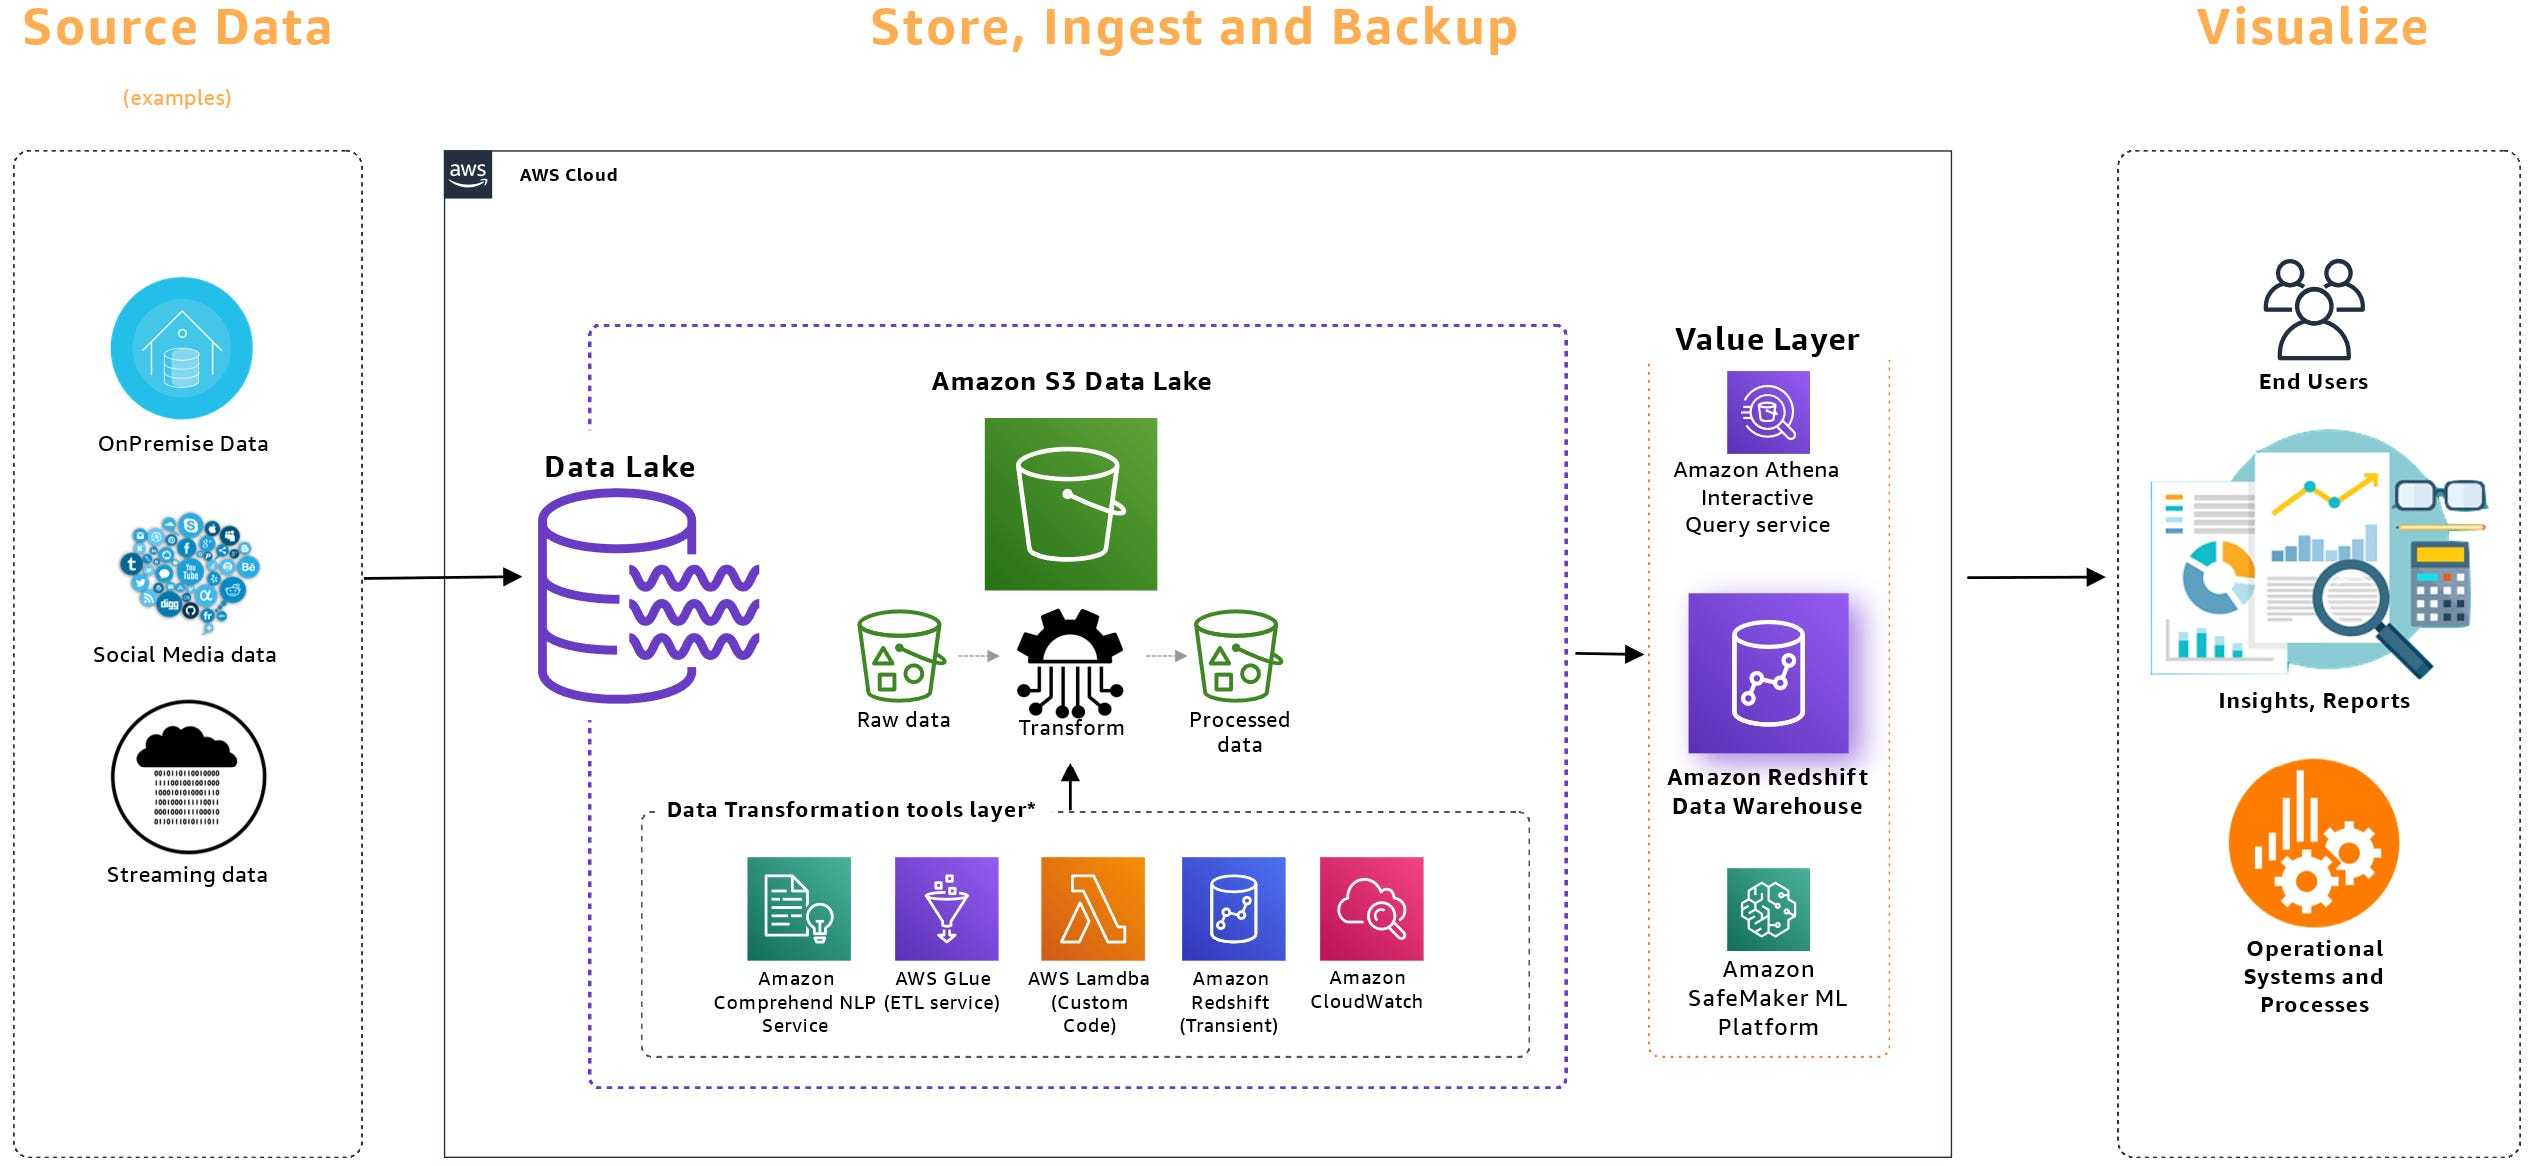 Source Data
(examples)
Store, Ingest and Backup
Visualize
OnPremise Data
Social Media data
You
Tube
digg
Streaming data
aws
AWS Cloud
Data Lake
Amazon S3 Data Lake
Raw data
Transform
Processed
data
Data Transformation tools layer*
Amazon
Comprehend NLP
Service
AWS GLue
(ETL service)
AWS Lamdba
(Custom
Code)
Amazon
Redshift
(Transient)
Amazon
CloudWatch
Value Layer
Amazon Athena
Interactive
Query service
Amazon Redshift
Data Warehouse
Amazon
SafeMaker ML
Platform
End Users
Insights, Reports
Operational
Systems and
Processes